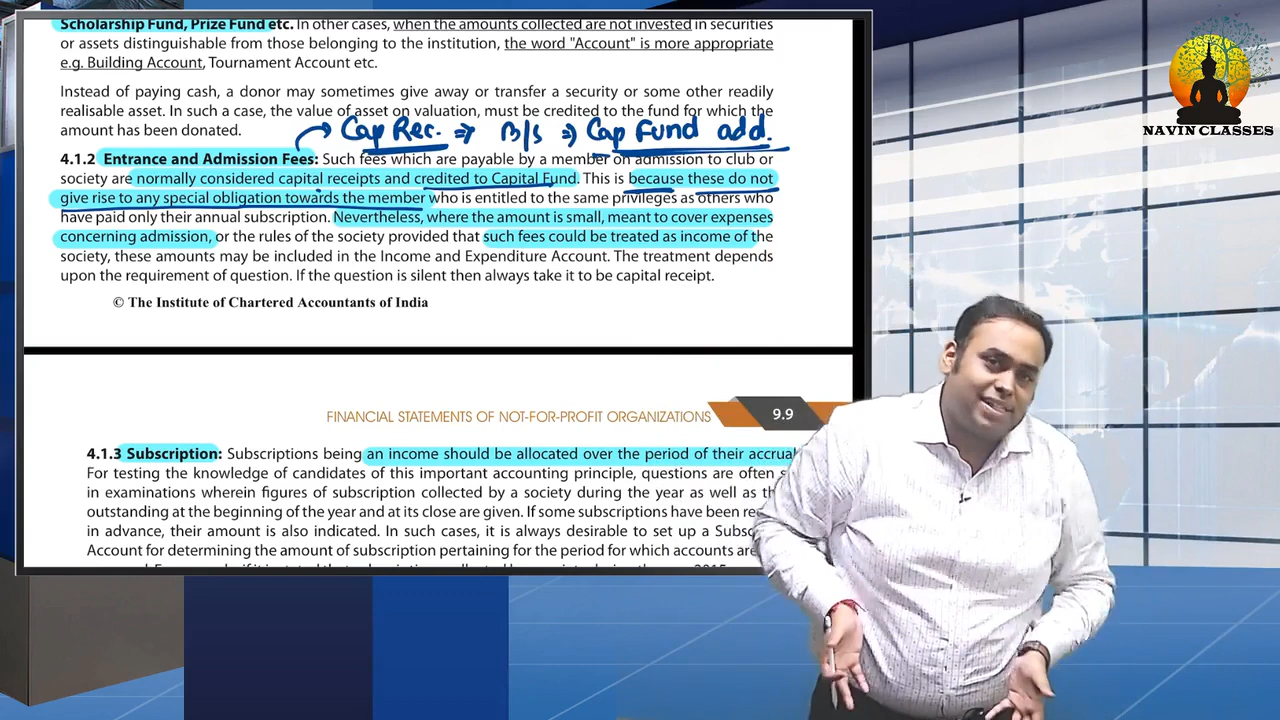 Scholarship Fund, Prize Fund etc. In other cases, when the amounts collected are not invested in securities
or assets distinguishable from those belonging to the institution, the word "Account" is more appropriate
e.g. Building Account, Tournament Account etc.
Instead of paying cash, a donor may sometimes give away or transfer a security or some other readily
realisable asset. In such a case, the value of asset on valuation, must be credited to the fund for which the
amount has been donated.
Cap Rec. ⇒ B/S ⇒ Cap Fund add.
4.1.2 Entrance and Admission Fees: Such fees which are payable by a member on admission to club or
society are normally considered capital receipts and credited to Capital Fund. This is because these do not
give rise to any special obligation towards the member who is entitled to the same privileges as others who
have paid only their annual subscription. Nevertheless, where the amount is small, meant to cover expenses
concerning admission, or the rules of the society provided that such fees could be treated as income of the
society, these amounts may be included in the Income and Expenditure Account. The treatment depends
upon the requirement of question. If the question is silent then always take it to be capital receipt.
© The Institute of Chartered Accountants of India
FINANCIAL STATEMENTS OF NOT-FOR-PROFIT ORGANIZATIONS 9.9
4.1.3 Subscription: Subscriptions being an income should be allocated over the period of their accrual
For testing the knowledge of candidates of this important accounting principle, questions are often
in examinations wherein figures of subscription collected by a society during the year as well as
outstanding at the beginning of the year and at its close are given. If some subscriptions have been
in advance, their amount is also indicated. In such cases, it is always desirable to set up a
Account for determining the amount of subscription pertaining for the period for which accounts are
NAVIN CLASSES